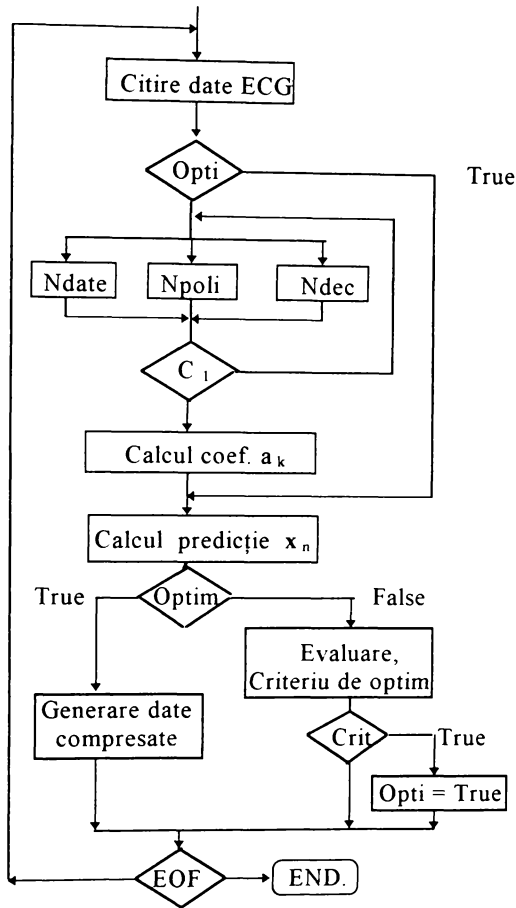 Citire date ECG
Opti
True
Ndate
Npoli
Ndec
C 1
Calcul coef. a k
Calcul predicție x n
True
Optim
False
Evaluare,
Criteriu de optim
Generare date
compresate
Crit
True
Opti = True
EOF
END.